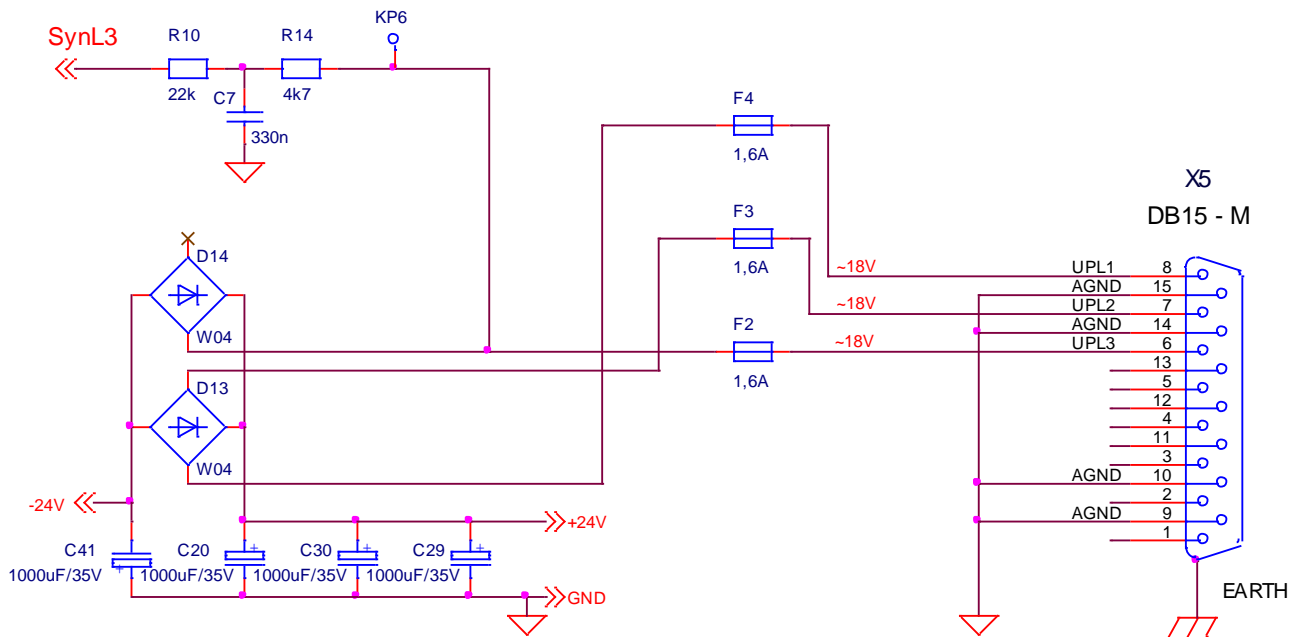 KP6
SynL3
R10
R14
22k
C7
4k7
330n
F4
1,6A
X5
DB15 - M
F3
1,6A
D14
W04
~18V
UPL1
8
AGND
15
~18V
UPL2
7
AGND
14
F2
~18V
UPL3
6
1,6A
13
D13
5
12
4
11
W04
3
AGND
10
-24V
2
AGND
9
+24V
1
C41
C20
C30
C29
+
+
+
+
1000uF/35V
1000uF/35V
1000uF/35V
1000uF/35V
GND
EARTH